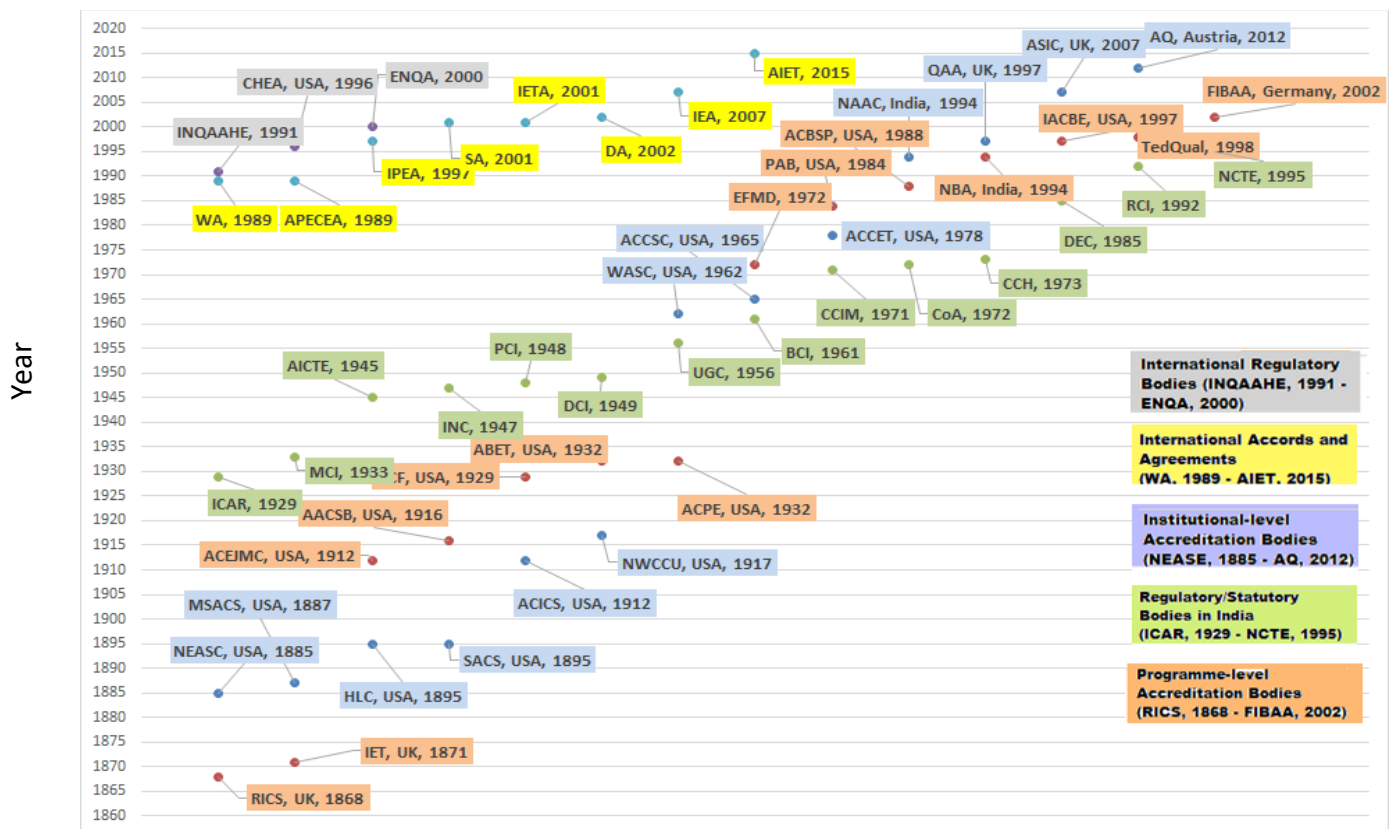 Year
2020
2015
2010
2005
2000
1995
1990
1985
1980
1975
1970
1965
1960
1955
1950
1945
1940
1935
1930
1925
1920
1915
1910
1905
1900
1895
1890
1885
1880
1875
1870
1865
1860
AQ, Austria, 2012
ASIC, UK, 2007
QAA, UK, 1997
AIET, 2015
ENQA, 2000
CHEA, USA, 1996
IETA, 2001
FIBAA, Germany, 2002
NAAC, India, 1994
IEA, 2007
IACBE, USA, 1997
INQAAHE, 1991
ACBSP, USA, 1988
SA, 2001
DA, 2002
TedQual, 1998
PAB, USA, 1984
IPEA, 1997
NCTE, 1995
NBA, India, 1994
EFMD, 1972
RCI, 1992
WA, 1989
APECEA, 1989
ACCSC, USA, 1965
ACCET, USA, 1978
DEC, 1985
WASC, USA, 1962
CCH, 1973
CCIM, 1971
CoA, 1972
PCI, 1948
BCI, 1961
AICTE, 1945
UGC, 1956
DCI, 1949
INC, 1947
ABET, USA, 1932
MCI, 1933
CF, USA, 1929
ICAR, 1929
AACSB, USA, 1916
ACPE, USA, 1932
ACEJMC, USA, 1912
NWCCU, USA, 1917
MSACS, USA, 1887
ACICS, USA, 1912
NEASC, USA, 1885
SACS, USA, 1895
HLC, USA, 1895
IET, UK, 1871
RICS, UK, 1868
International Regulatory
Bodies (INQAAHE, 1991 -
ENQA, 2000)
International Accords and
Agreements
(WA, 1989 - AIET, 2015)
Institutional-level
Accreditation Bodies
(NEASE, 1885 - AQ, 2012)
Regulatory/Statutory
Bodies in India
(ICAR, 1929 - NCTE, 1995)
Programme-level
Accreditation Bodies
(RICS, 1868 - FIBAA, 2002)